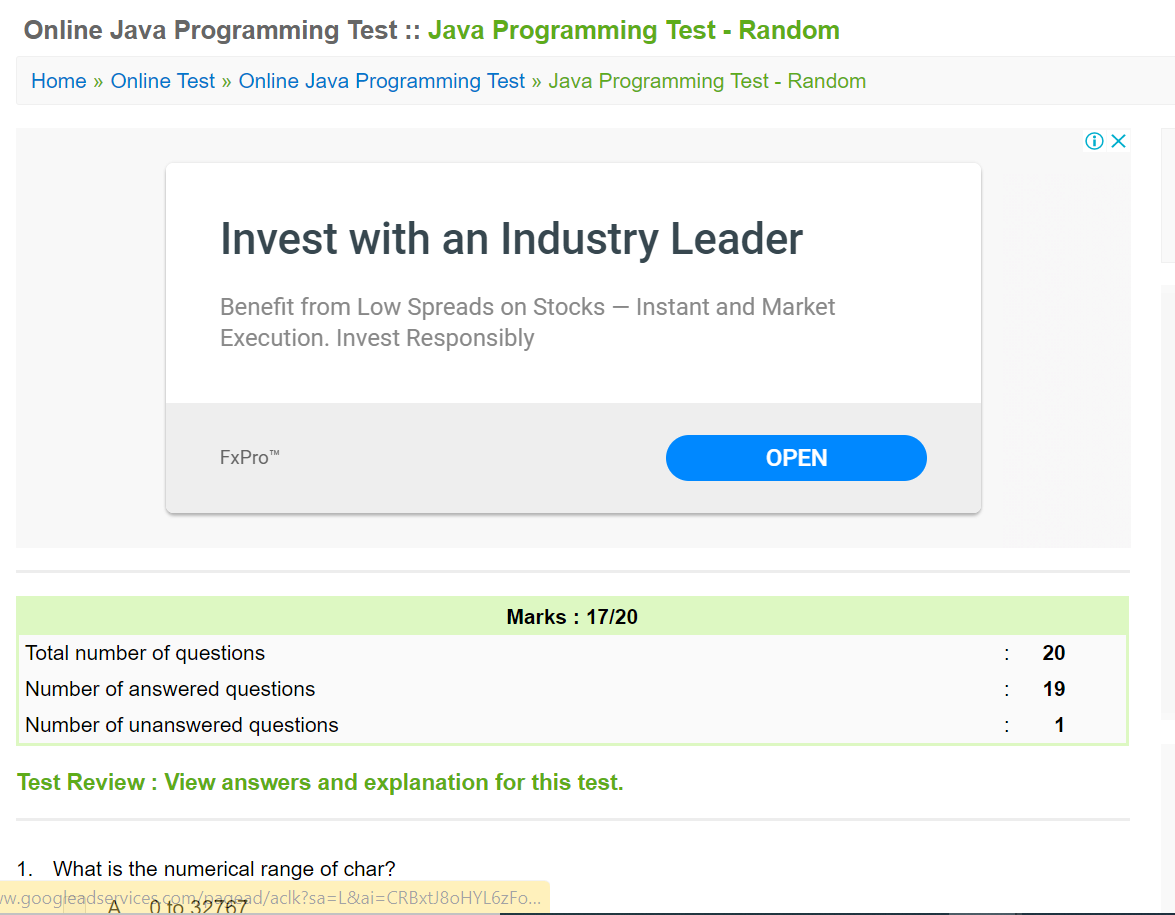 Online Java Programming Test :: Java Programming Test - Random
Home » Online Test » Online Java Programming Test » Java Programming Test - Random
Invest with an Industry Leader
Benefit from Low Spreads on Stocks — Instant and Market
Execution. Invest Responsibly
FxPro™
OPEN
Marks : 17/20
Total number of questions : 20
Number of answered questions : 19
Number of unanswered questions : 1
Test Review : View answers and explanation for this test.
1. What is the numerical range of char?
w.googleadservices.com/pagead/aclk?sa=L&ai=CRBxtJ8oHYL6zFo...
A. 0 to 32767